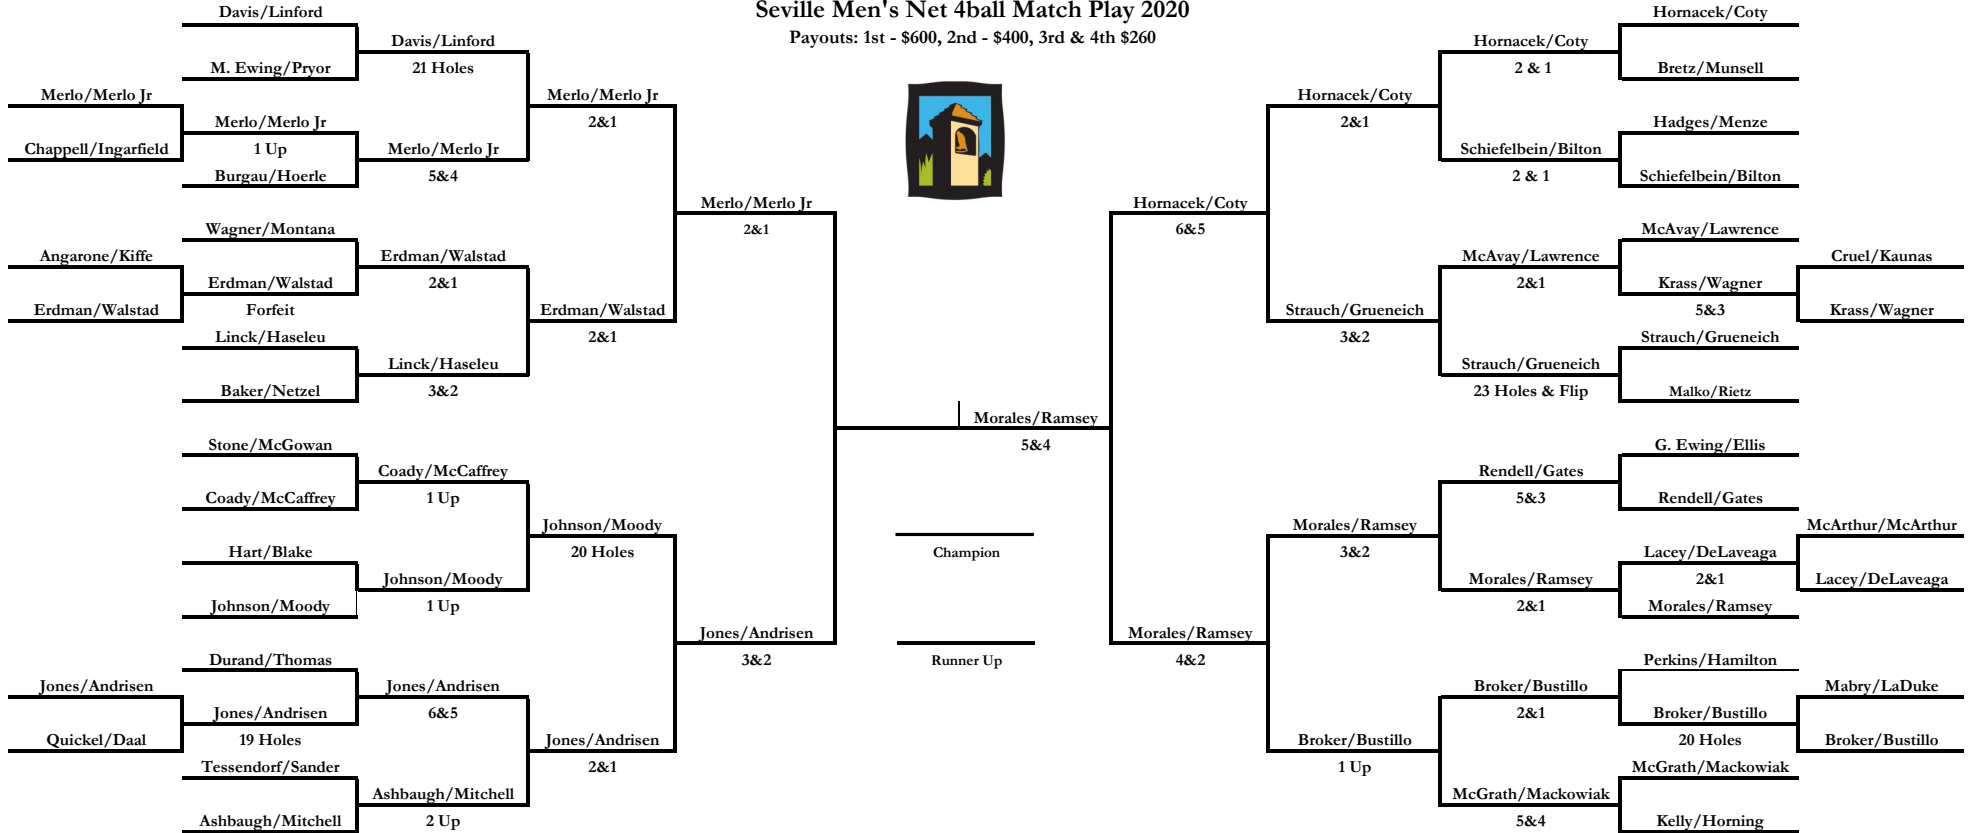 Seville Men's Net 4ball Match Play 2020
Payouts: 1st - $600, 2nd - $400, 3rd & 4th $260
Merlo/Merlo Jr
Chappell/Ingarfield
Angarone/Kiffe
Erdman/Walstad
Jones/Andrisen
Quickel/Daal
Davis/Linford
M. Ewing/Pryor
Merlo/Merlo Jr
1 Up
Burgau/Hoerle
Wagner/Montana
Erdman/Walstad
Forfeit
Linck/Haseleu
Baker/Netzel
Stone/McGowan
Coady/McCaffrey
Hart/Blake
Johnson/Moody
Durand/Thomas
Jones/Andrisen
19 Holes
Tessendorf/Sander
Ashbaugh/Mitchell
Davis/Linford
21 Holes
Merlo/Merlo Jr
5&4
Erdman/Walstad
2&1
Linck/Haseleu
3&2
Coady/McCaffrey
1 Up
Johnson/Moody
1 Up
Jones/Andrisen
6&5
Ashbaugh/Mitchell
2 Up
Merlo/Merlo Jr
2&1
Erdman/Walstad
2&1
Johnson/Moody
20 Holes
Jones/Andrisen
2&1
Merlo/Merlo Jr
2&1
Jones/Andrisen
3&2
Morales/Ramsey
5&4
Champion
Runner Up
Hornacek/Coty
6&5
Morales/Ramsey
4&2
Hornacek/Coty
2&1
Strauch/Grueneich
3&2
Morales/Ramsey
3&2
Broker/Bustillo
1 Up
Hornacek/Coty
2 & 1
Schiefelbein/Bilton
2 & 1
McAvay/Lawrence
2&1
Strauch/Grueneich
23 Holes & Flip
Rendell/Gates
5&3
Morales/Ramsey
2&1
Broker/Bustillo
2&1
McGrath/Mackowiak
5&4
Hornacek/Coty
Bretz/Munsell
Hadges/Menze
Schiefelbein/Bilton
McAvay/Lawrence
Krass/Wagner
5&3
Strauch/Grueneich
Malko/Rietz
G. Ewing/Ellis
Rendell/Gates
Lacey/DeLaveaga
2&1
Morales/Ramsey
Perkins/Hamilton
Broker/Bustillo
20 Holes
McGrath/Mackowiak
Kelly/Horning
Cruel/Kaunas
Krass/Wagner
McArthur/McArthur
Lacey/DeLaveaga
Mabry/LaDuke
Broker/Bustillo